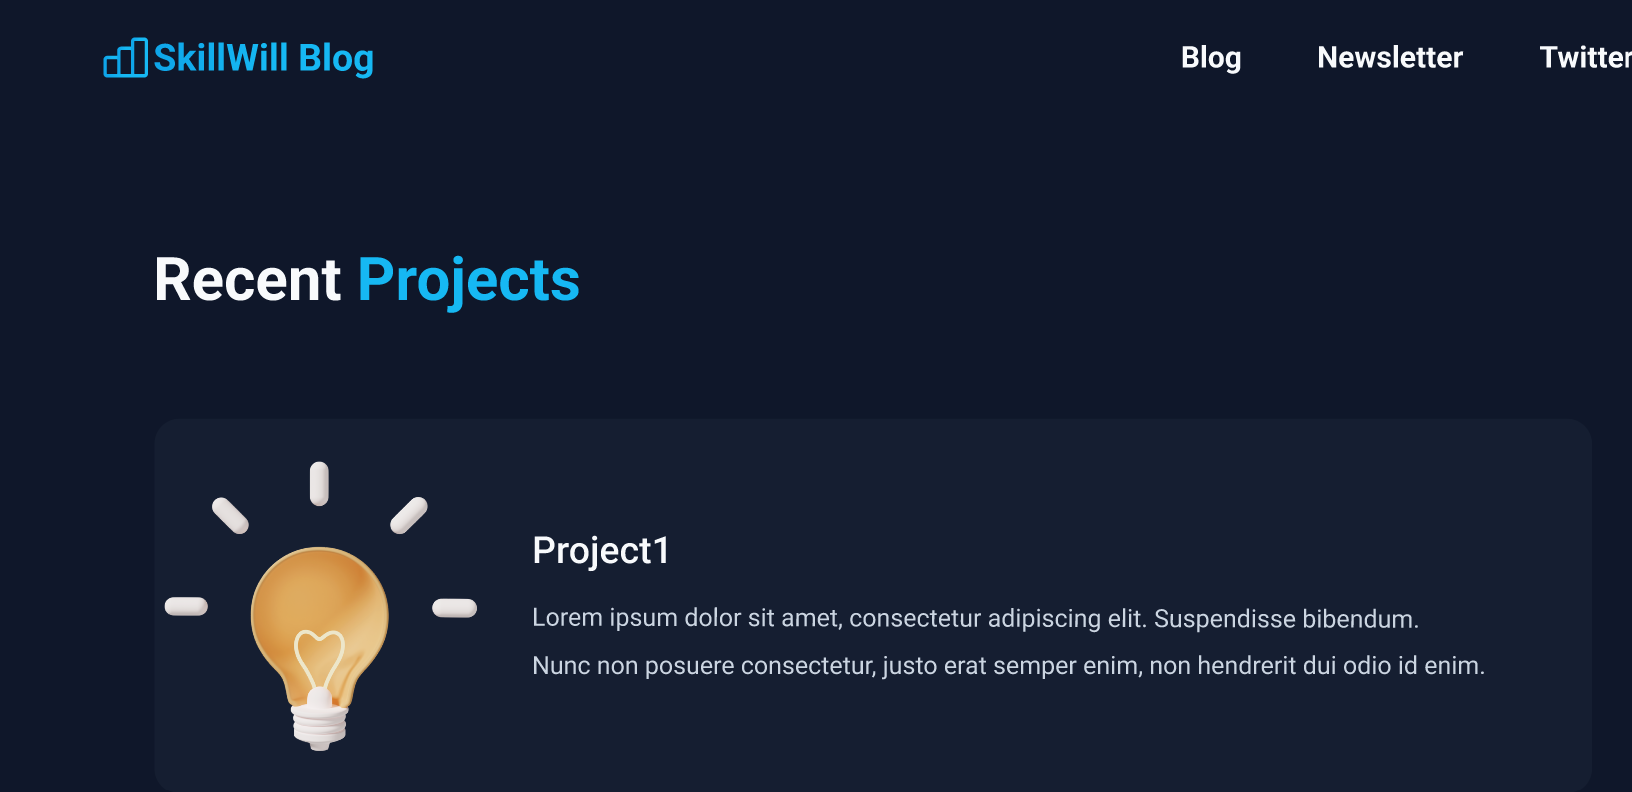 SkillWill Blog
Blog Newsletter Twitter
Recent Projects
Project1
Lorem ipsum dolor sit amet, consectetur adipiscing elit. Suspendisse bibendum.
Nunc non posuere consectetur, justo erat semper enim, non hendrerit dui odio id enim.